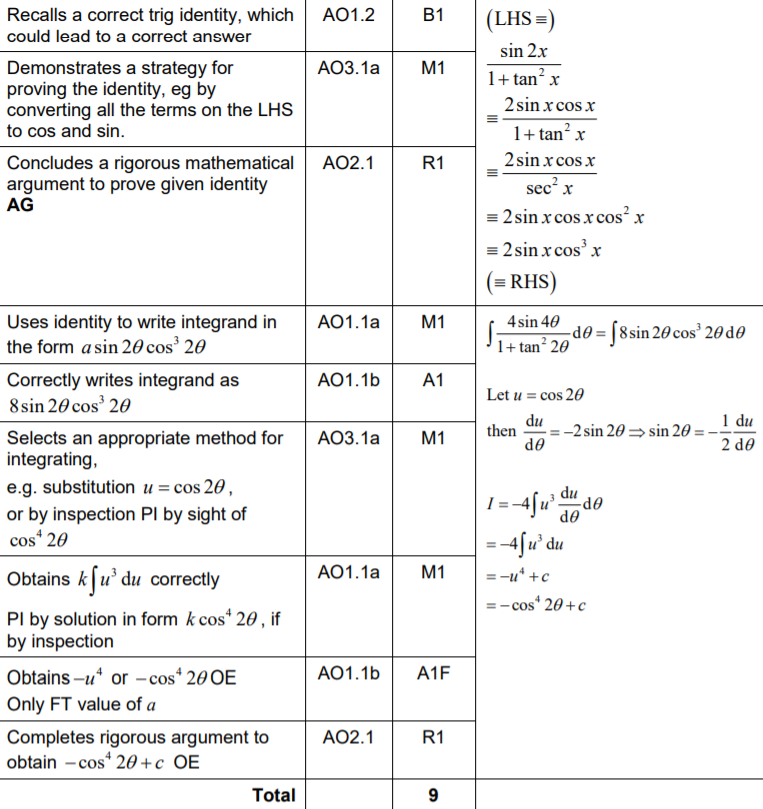 Recalls a correct trig identity, which
could lead to a correct answer
AO1.2
B1
Demonstrates a strategy for
proving the identity, eg by
converting all the terms on the LHS
to cos and sin.
AO3.1a
M1
Concludes a rigorous mathematical
argument to prove given identity
AG
AO2.1
R1
(LHS ≡)
sin 2x / 1 + tan² x
≡ 2 sin x cos x / 1 + tan² x
≡ 2 sin x cos x / sec² x
≡ 2 sin x cos x cos² x
≡ 2 sin x cos³ x
(≡ RHS)
Uses identity to write integrand in
the form a sin 2θ cos³ 2θ
AO1.1a
M1
Correctly writes integrand as
8 sin 2θ cos³ 2θ
AO1.1b
A1
Selects an appropriate method for
integrating,
e.g. substitution u = cos 2θ,
or by inspection PI by sight of
cos⁴ 2θ
AO3.1a
M1
Obtains k∫u³ du correctly
PI by solution in form k cos⁴ 2θ, if
by inspection
AO1.1a
M1
Obtains −u⁴ or −cos⁴ 2θ OE
Only FT value of a
AO1.1b
A1F
Completes rigorous argument to
obtain −cos⁴ 2θ + c OE
AO2.1
R1
∫ 4 sin 4θ / 1 + tan² 2θ dθ = ∫ 8 sin 2θ cos³ 2θ dθ
Let u = cos 2θ
then du/dθ = −2 sin 2θ ⇒ sin 2θ = −1/2 du/dθ
I = −4∫u³ du/dθ dθ
= −4∫u³ du
= −u⁴ + c
= −cos⁴ 2θ + c
Total
9